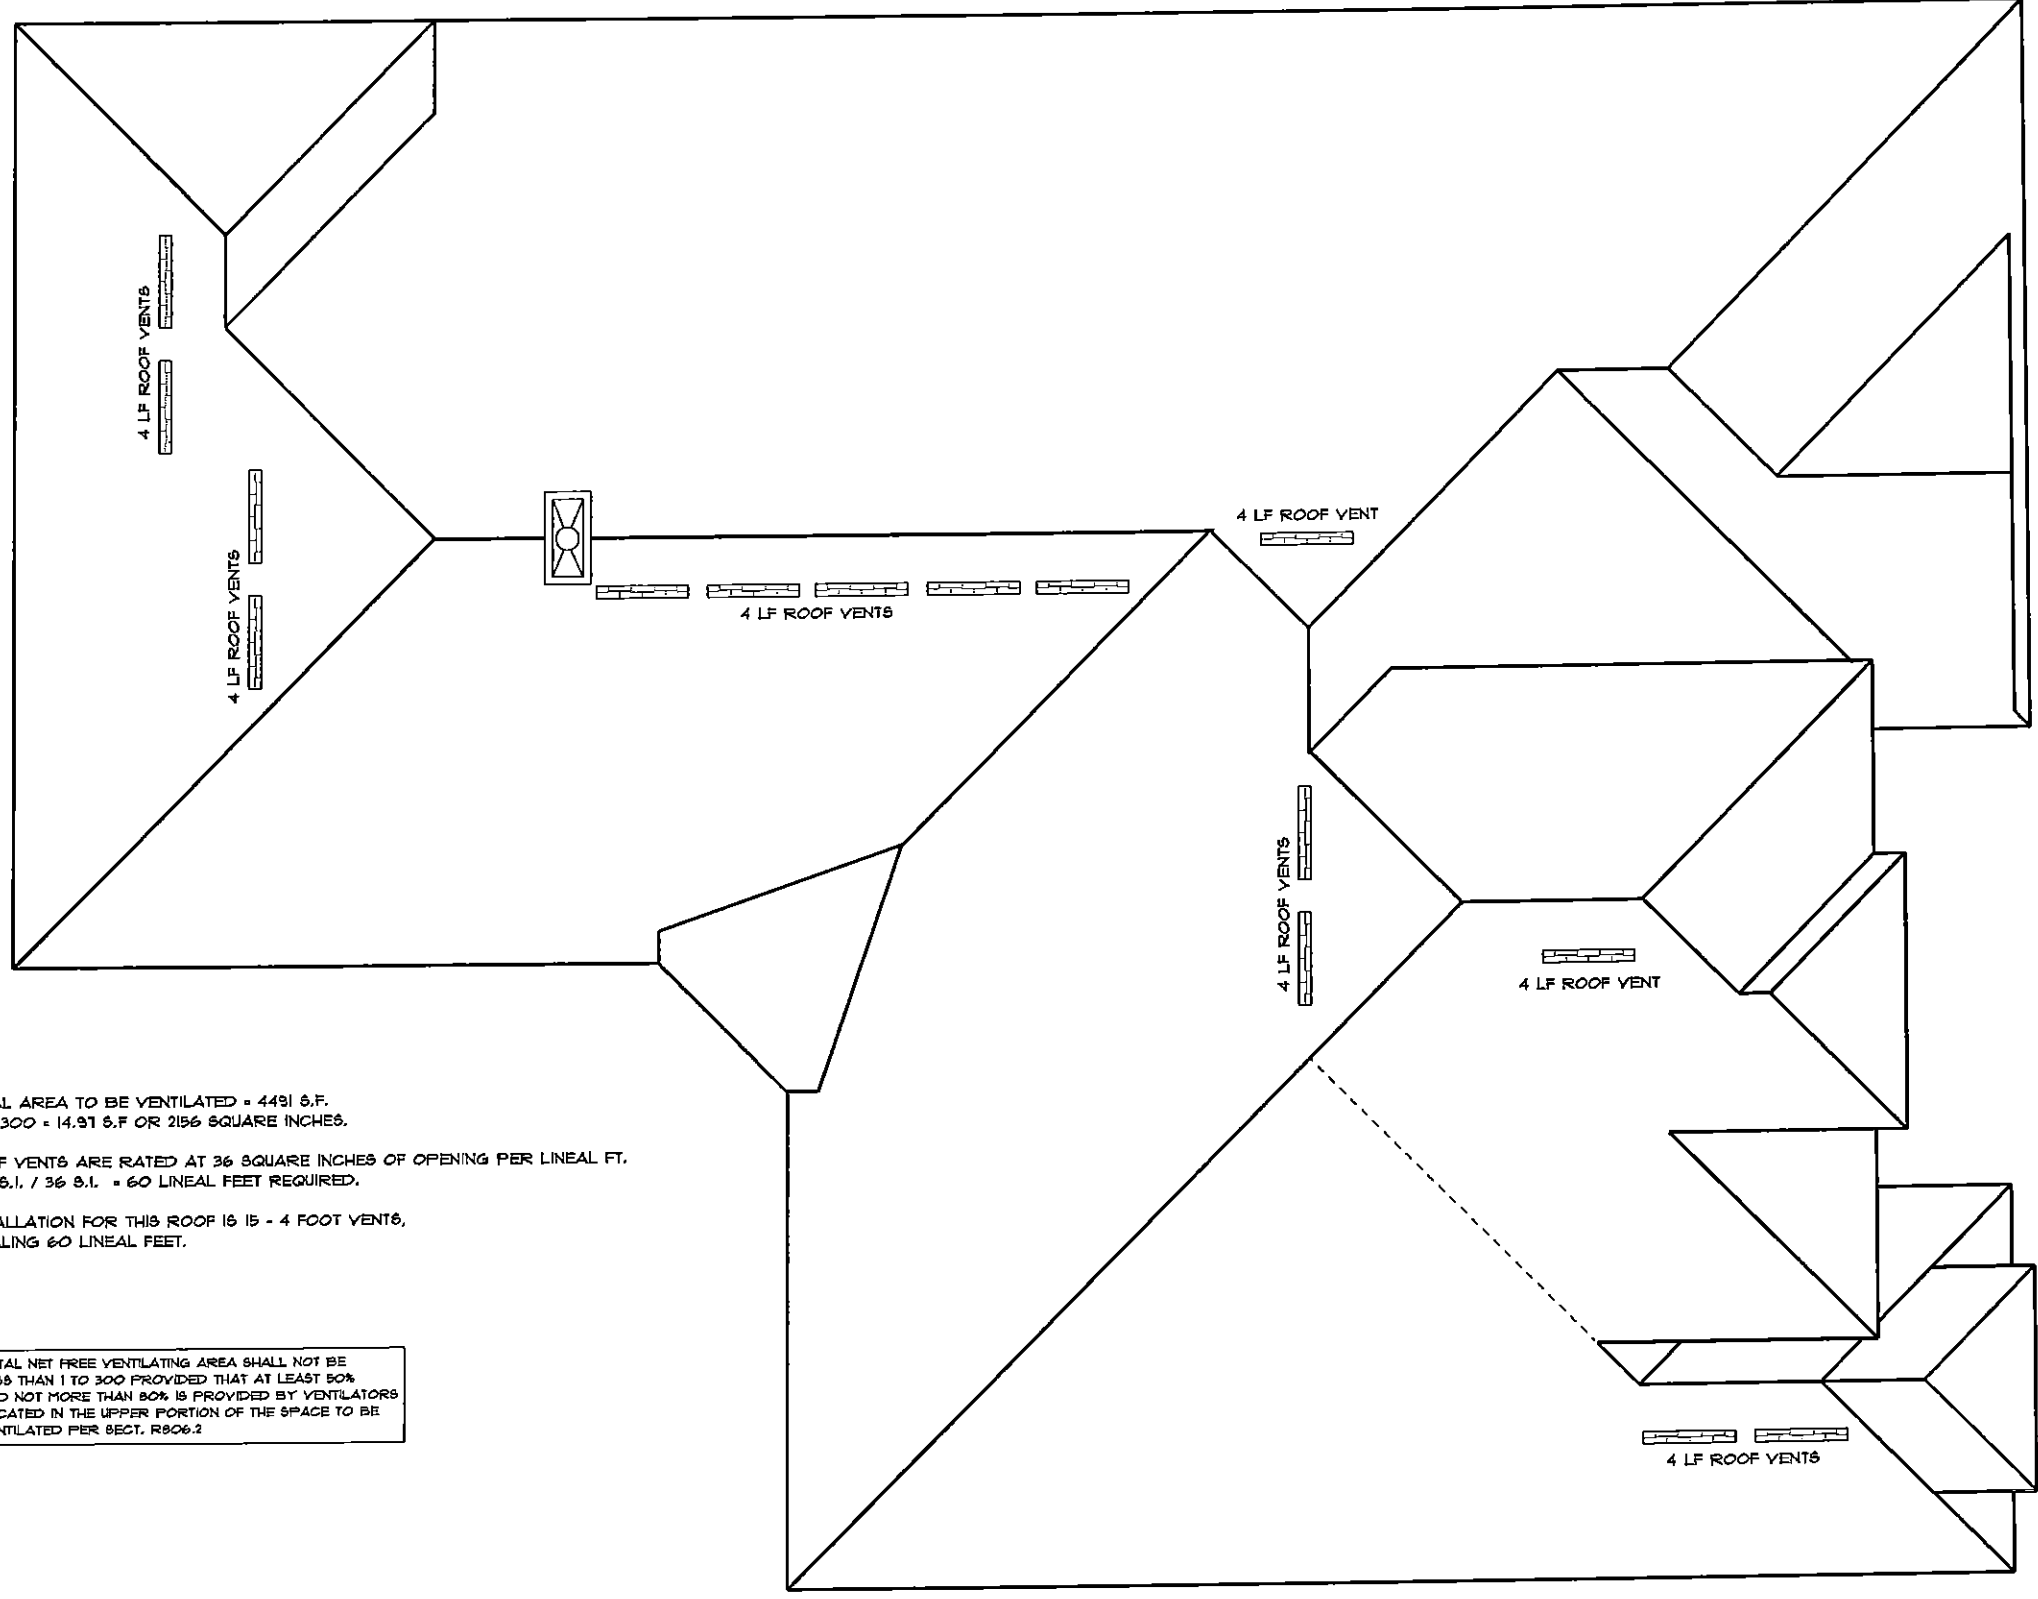 4 LF ROOF VENTS
4 LF ROOF VENTS
4 LF ROOF VENTS
4 LF ROOF VENT
4 LF ROOF VENTS
4 LF ROOF VENT
L AREA TO BE VENTILATED = 4491 S.F.
300 = 14.97 S.F OR 2156 SQUARE INCHES.
F VENTS ARE RATED AT 36 SQUARE INCHES OF OPENING PER LINEAL FT.
S.I. / 36 S.I. = 60 LINEAL FEET REQUIRED.
ALLATION FOR THIS ROOF IS 15 - 4 FOOT VENTS,
LING 60 LINEAL FEET.
TAL NET FREE VENTILATING AREA SHALL NOT BE
SS THAN 1 TO 300 PROVIDED THAT AT LEAST 50%
D NOT MORE THAN 80% IS PROVIDED BY VENTILATORS
CATED IN THE UPPER PORTION OF THE SPACE TO BE
NTILATED PER SECT. R806.2
4 LF ROOF VENTS